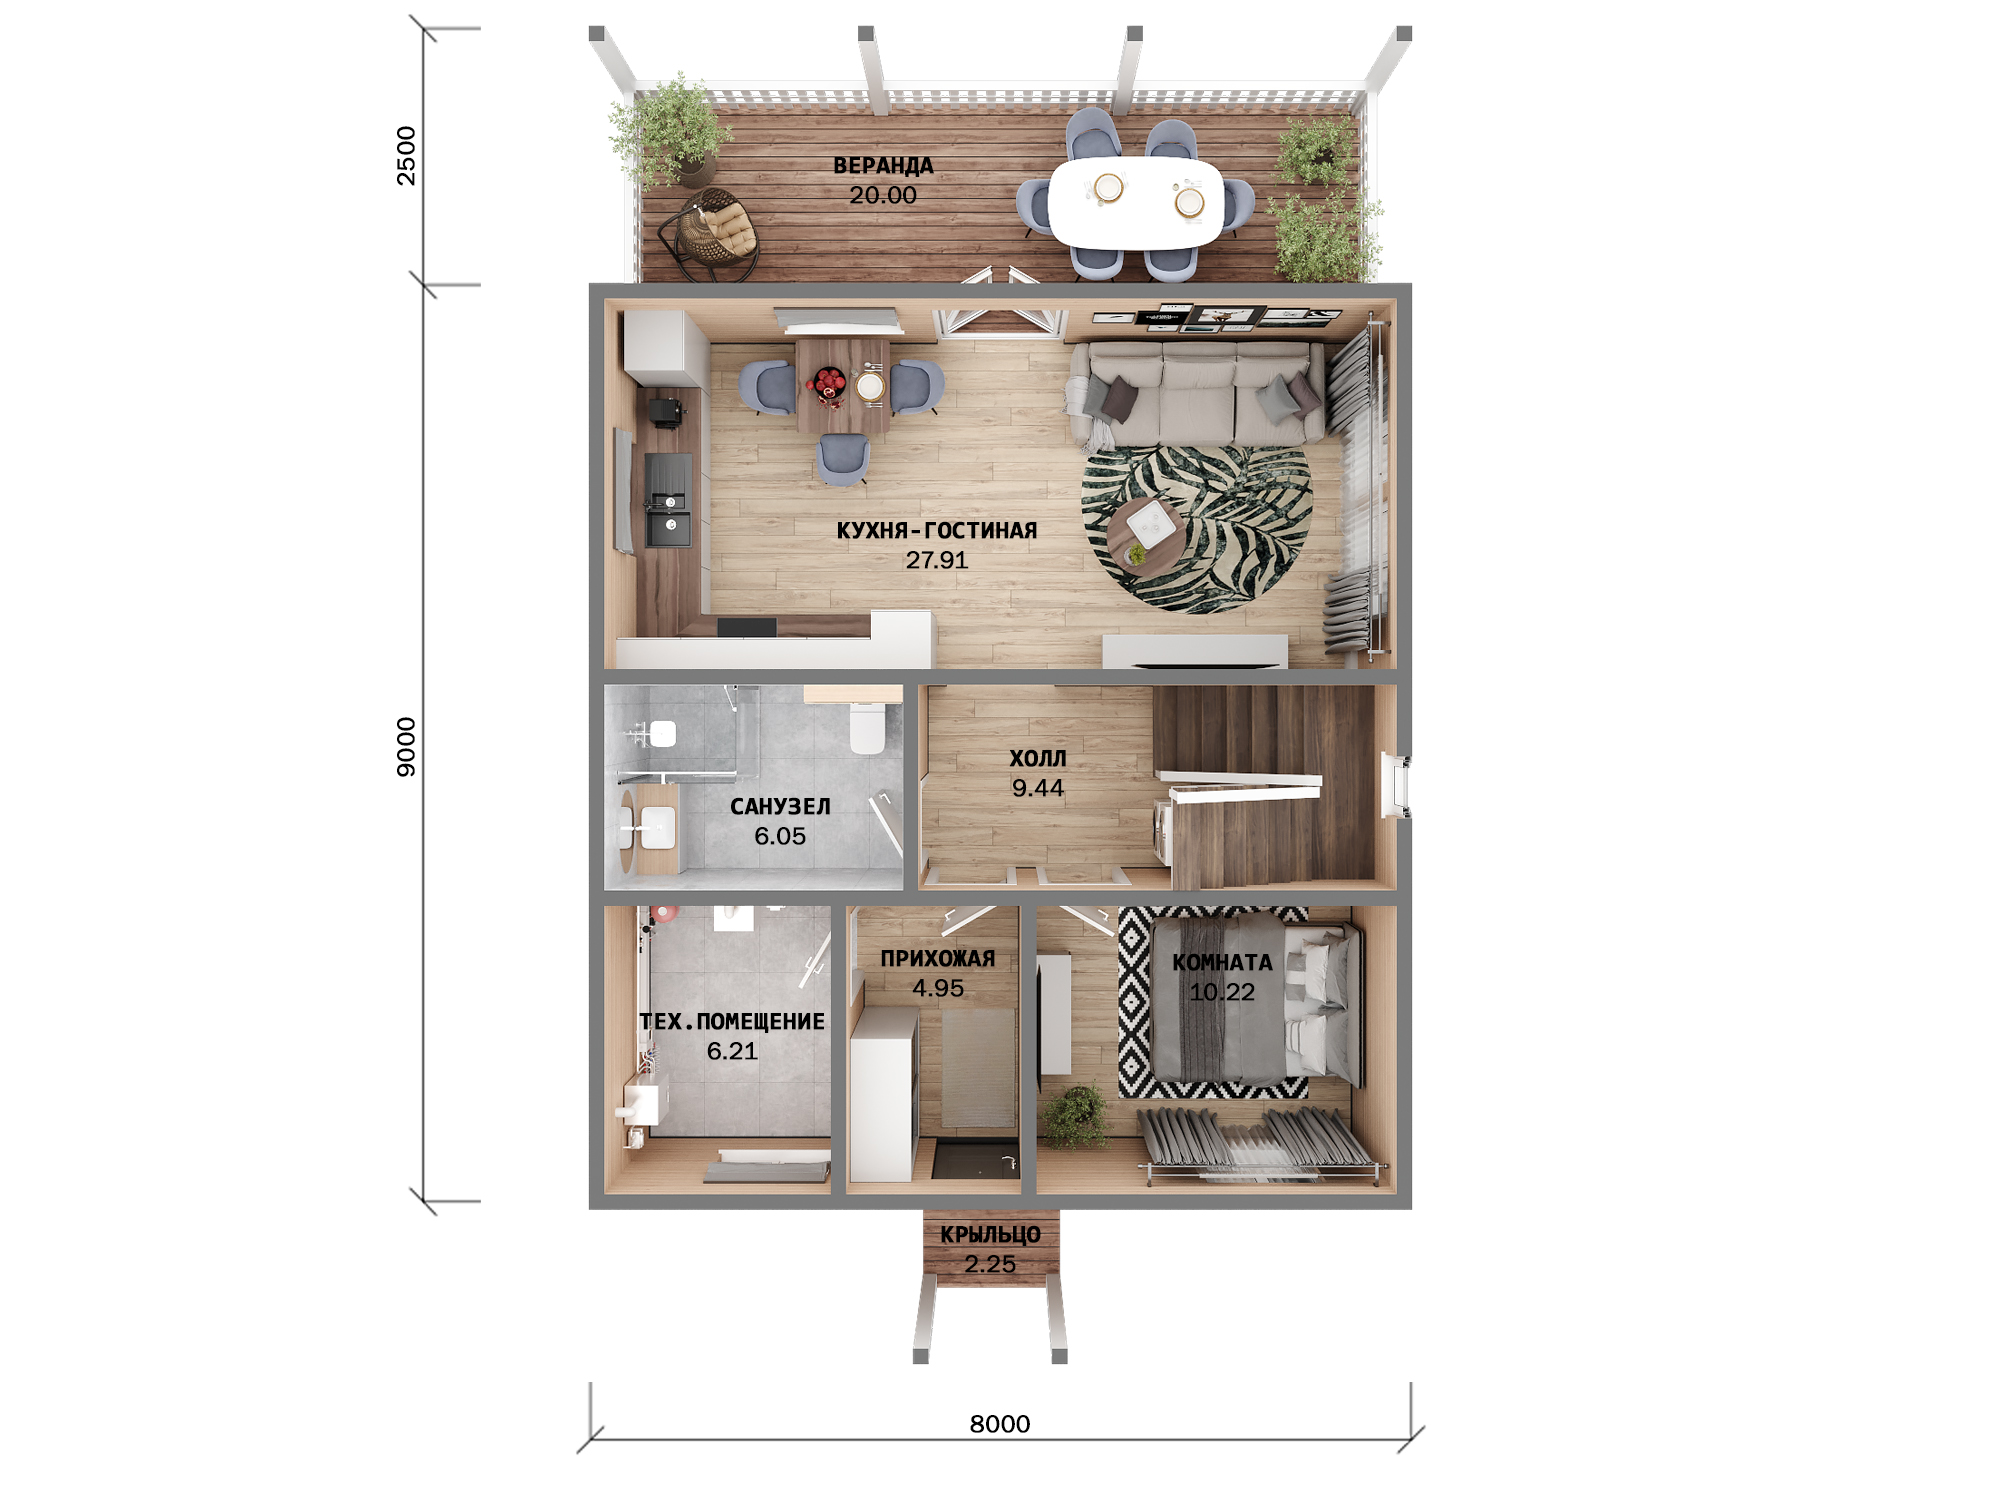 2500
ВЕРАНДА
20.00
КУХНЯ-ГОСТИНАЯ
27.91
9000
ХОЛЛ
9.44
САНУЗЕЛ
6.05
ПРИХОЖАЯ
4.95
КОМНАТА
10.22
ТЕХ.ПОМЕЩЕНИЕ
6.21
КРЫЛЬЦО
2.25
8000